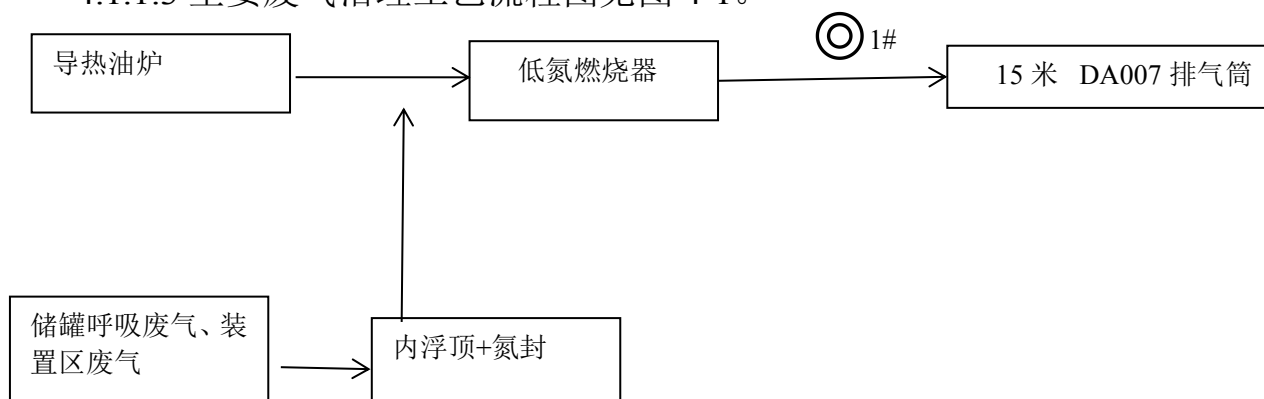 4.1.1.3 主要废气治理工艺流程图见图 4-1。
1#
导热油炉
低氮燃烧器
15 米 DA007 排气筒
储罐呼吸废气、装
置区废气
内浮顶+氮封